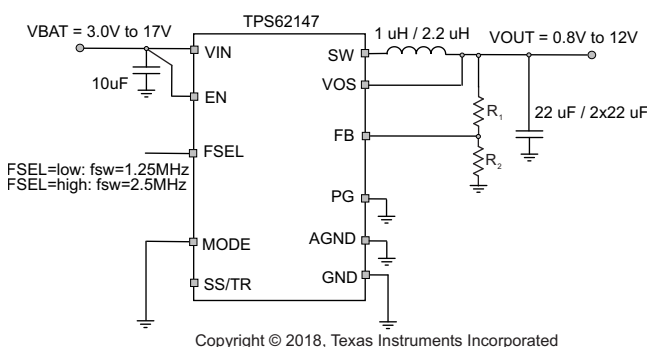 TPS62147
VBAT = 3.0V to 17V
1 uH / 2.2 uH
VOUT = 0.8V to 12V
VIN
SW
10uF
VOS
EN
R1
22 uF / 2x22 uF
FB
FSEL
FSEL=low: fsw=1.25MHz
FSEL=high: fsw=2.5MHz
R2
PG
MODE
AGND
SS/TR
GND
Copyright © 2018, Texas Instruments Incorporated